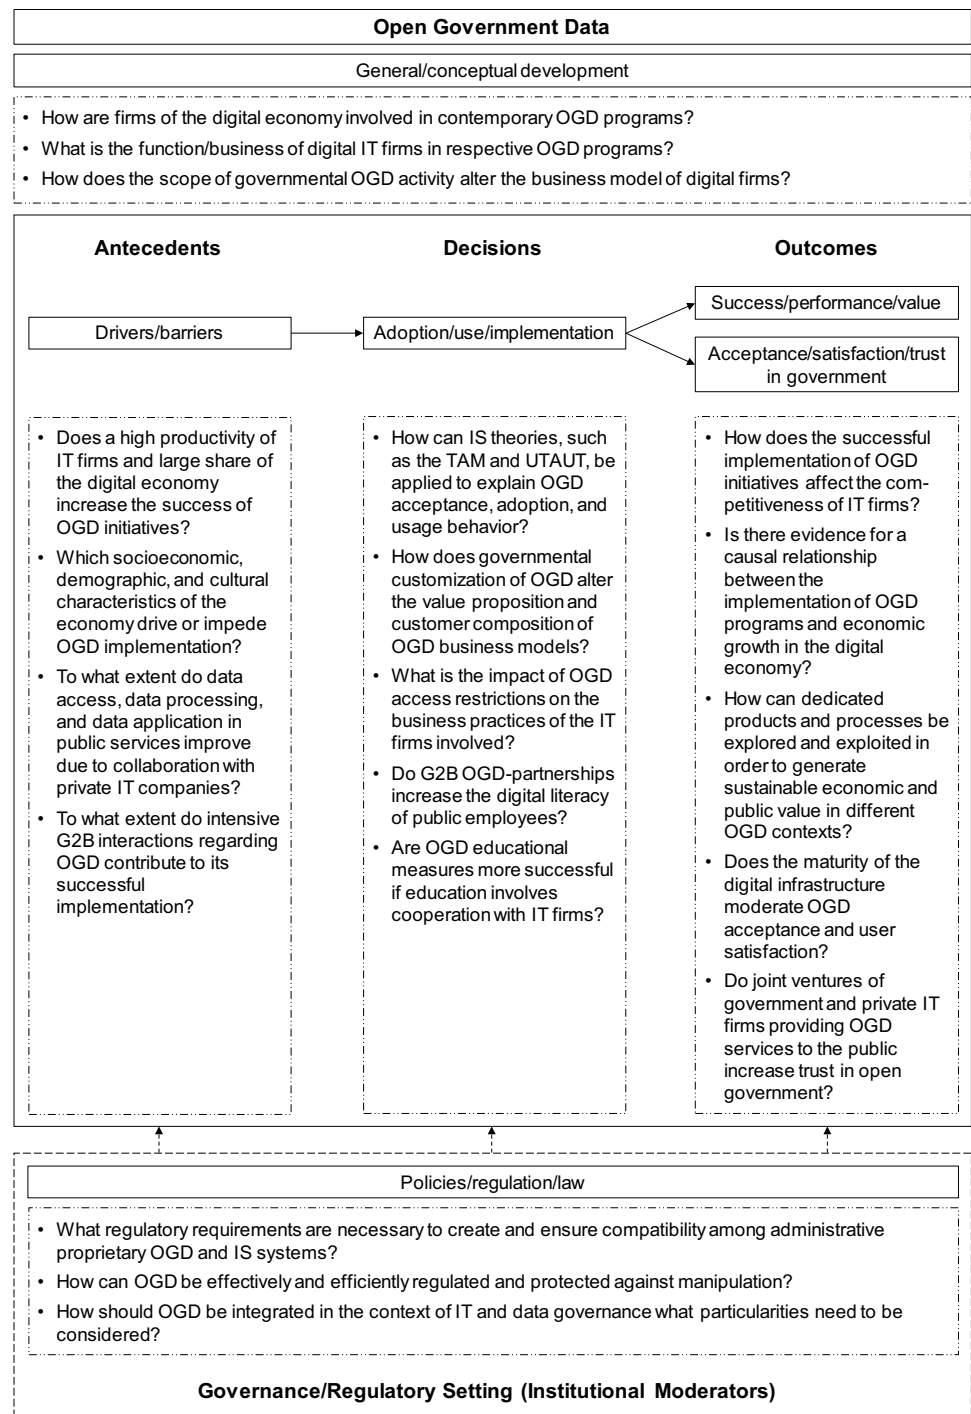 Open Government Data
General/conceptual development
• How are firms of the digital economy involved in contemporary OGD programs?
• What is the function/business of digital IT firms in respective OGD programs?
• How does the scope of governmental OGD activity alter the business model of digital firms?
Antecedents
Decisions
Outcomes
Drivers/barriers
Adoption/use/implementation
Success/performance/value
Acceptance/satisfaction/trust
in government
• Does a high productivity of
IT firms and large share of
the digital economy
increase the success of
OGD initiatives?
• Which socioeconomic,
demographic, and cultural
characteristics of the
economy drive or impede
OGD implementation?
• To what extent do data
access, data processing,
and data application in
public services improve
due to collaboration with
private IT companies?
• To what extent do intensive
G2B interactions regarding
OGD contribute to its
successful
implementation?
• How can IS theories, such
as the TAM and UTAUT, be
applied to explain OGD
acceptance, adoption, and
usage behavior?
• How does governmental
customization of OGD alter
the value proposition and
customer composition of
OGD business models?
• What is the impact of OGD
access restrictions on the
business practices of the IT
firms involved?
• Do G2B OGD-partnerships
increase the digital literacy
of public employees?
• Are OGD educational
measures more successful
if education involves
cooperation with IT firms?
• How does the successful
implementation of OGD
initiatives affect the com-
petitiveness of IT firms?
• Is there evidence for a
causal relationship
between the
implementation of OGD
programs and economic
growth in the digital
economy?
• How can dedicated
products and processes be
explored and exploited in
order to generate
sustainable economic and
public value in different
OGD contexts?
• Does the maturity of the
digital infrastructure
moderate OGD
acceptance and user
satisfaction?
• Do joint ventures of
government and private IT
firms providing OGD
services to the public
increase trust in open
government?
Policies/regulation/law
• What regulatory requirements are necessary to create and ensure compatibility among administrative
proprietary OGD and IS systems?
• How can OGD be effectively and efficiently regulated and protected against manipulation?
• How should OGD be integrated in the context of IT and data governance what particularities need to be
considered?
Governance/Regulatory Setting (Institutional Moderators)